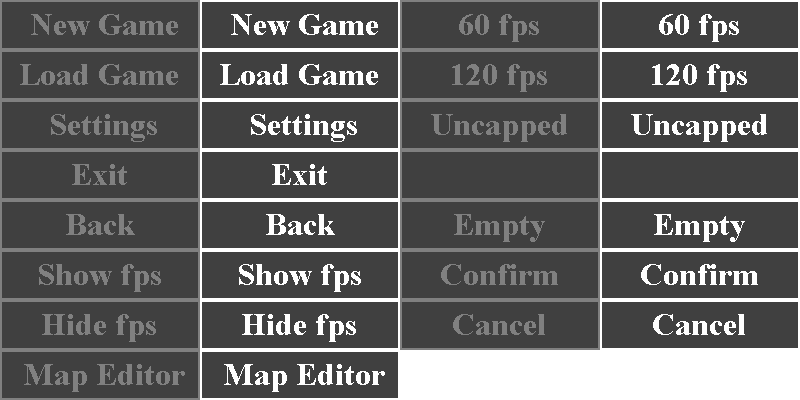 New Game New Game 60 fps 60 fps
Load Game Load Game 120 fps 120 fps
Settings Settings Uncapped Uncapped
Exit Exit
Back Back Empty Empty
Show fps Show fps Confirm Confirm
Hide fps Hide fps Cancel Cancel
Map Editor Map Editor